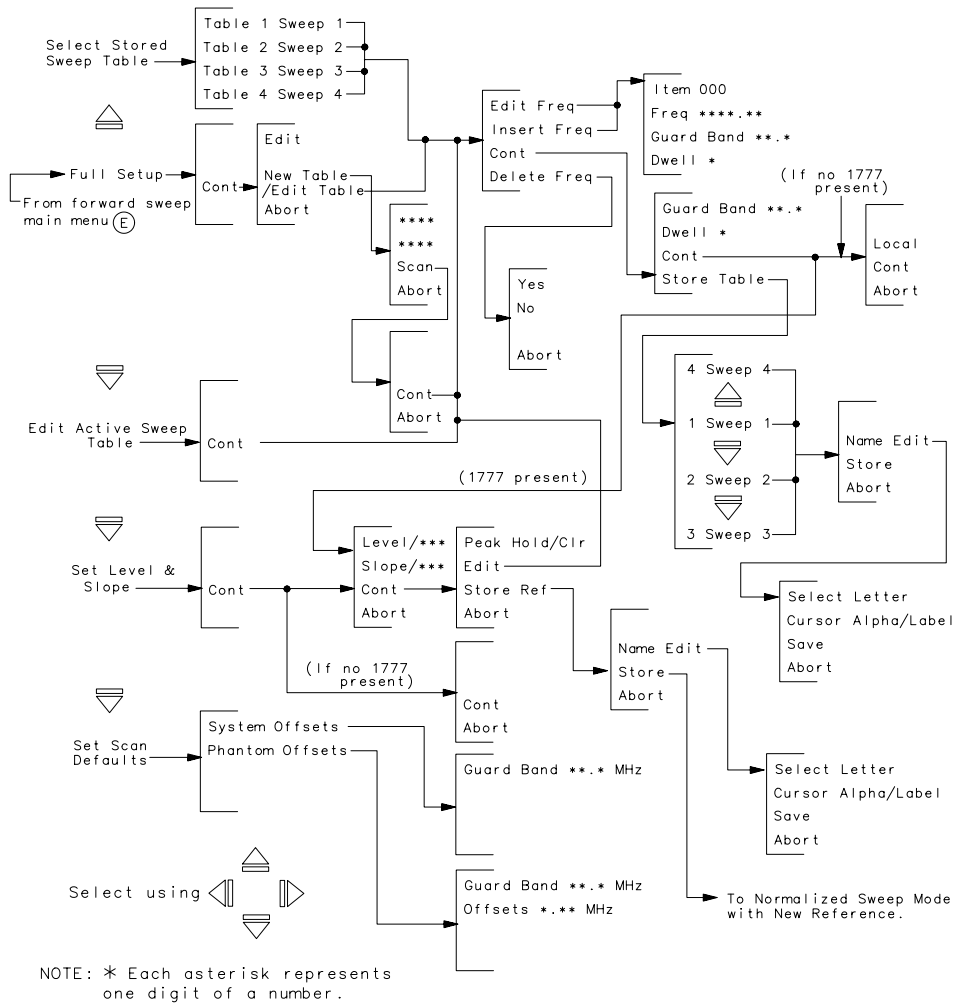 Select Stored
Sweep Table
Table 1 Sweep 1
Table 2 Sweep 2
Table 3 Sweep 3
Table 4 Sweep 4
Full Setup
From forward sweep
main menu E
Cont
Edit
New Table
/Edit Table
Abort
****
****
Scan
Abort
Cont
Abort
Edit Freq
Insert Freq
Cont
Delete Freq
Item 000
Freq ****.**
Guard Band **.*
Dwell *
(If no 1777
present)
Guard Band **.*
Dwell *
Cont
Store Table
Local
Cont
Abort
Yes
No
Abort
Edit Active Sweep
Table
Cont
4 Sweep 4
1 Sweep 1
2 Sweep 2
3 Sweep 3
Name Edit
Store
Abort
(1777 present)
Set Level &
Slope
Cont
Level/***
Slope/***
Cont
Abort
Peak Hold/Clr
Edit
Store Ref
Abort
Select Letter
Cursor Alpha/Label
Save
Abort
(If no 1777
present)
Cont
Abort
Name Edit
Store
Abort
Set Scan
Defaults
System Offsets
Phantom Offsets
Guard Band **.* MHz
Select Letter
Cursor Alpha/Label
Save
Abort
Select using
Guard Band **.* MHz
Offsets *.** MHz
To Normalized Sweep Mode
with New Reference.
NOTE: * Each asterisk represents
one digit of a number.